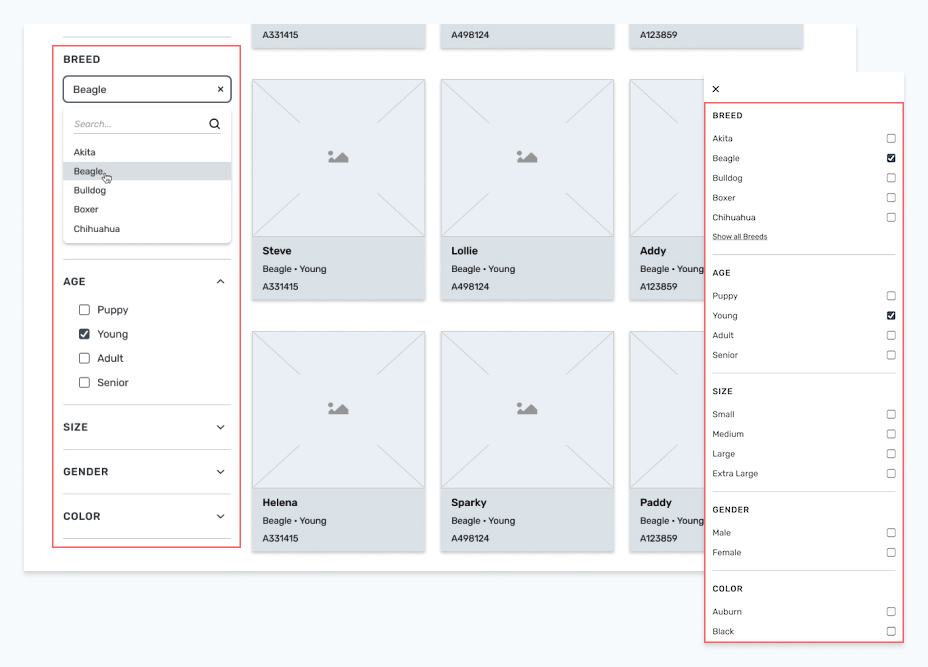 A331415
A498124
A123859
BREED
Beagle
Search...
Akita
Beagle
Bulldog
Boxer
Chihuahua
AGE
Puppy
Young
Adult
Senior
SIZE
GENDER
COLOR
Steve
Beagle • Young
A331415
Lollie
Beagle • Young
A498124
Addy
Beagle • Young
A123859
Helena
Beagle • Young
A331415
Sparky
Beagle • Young
A498124
Paddy
Beagle • Young
A123859
BREED
Akita
Beagle
Bulldog
Boxer
Chihuahua
Show all Breeds
AGE
Puppy
Young
Adult
Senior
SIZE
Small
Medium
Large
Extra Large
GENDER
Male
Female
COLOR
Auburn
Black